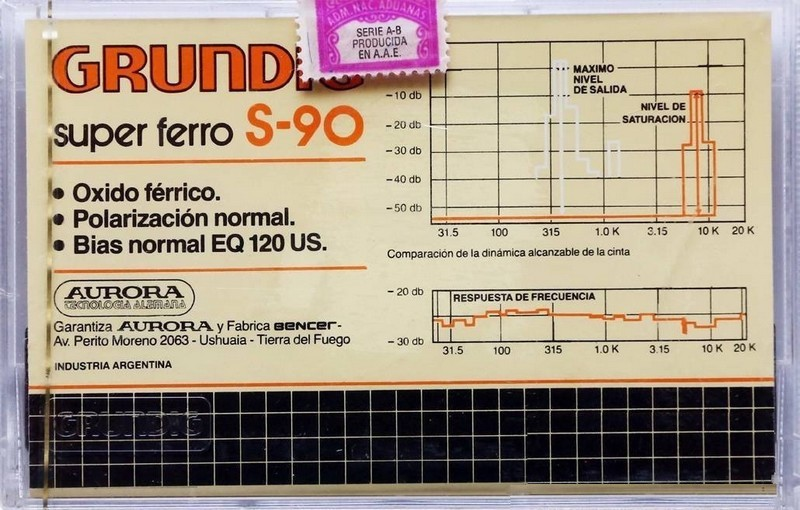 ADM. NAC. ADUANAS
SERIE A-B
PRODUCIDA
EN A.A.E.
GRUNDIG
super ferro S-90
• Oxido férrico.
• Polarización normal.
• Bias normal EQ 120 US.
AURORA
TECNOLOGIA ALEMANA
Garantiza AURORA y Fabrica BENCER-
Av. Perito Moreno 2063 - Ushuaia - Tierra del Fuego
INDUSTRIA ARGENTINA
MAXIMO
NIVEL
DE SALIDA
NIVEL DE
SATURACION
-10 db
-20 db
-30 db
-40 db
-50 db
31.5 100 315 1.0 K 3.15 10 K 20 K
Comparación de la dinámica alcanzable de la cinta
-20 db
RESPUESTA DE FRECUENCIA
-30 db
31.5 100 315 1.0 K 3.15 10 K 20 K
GRUNDIG